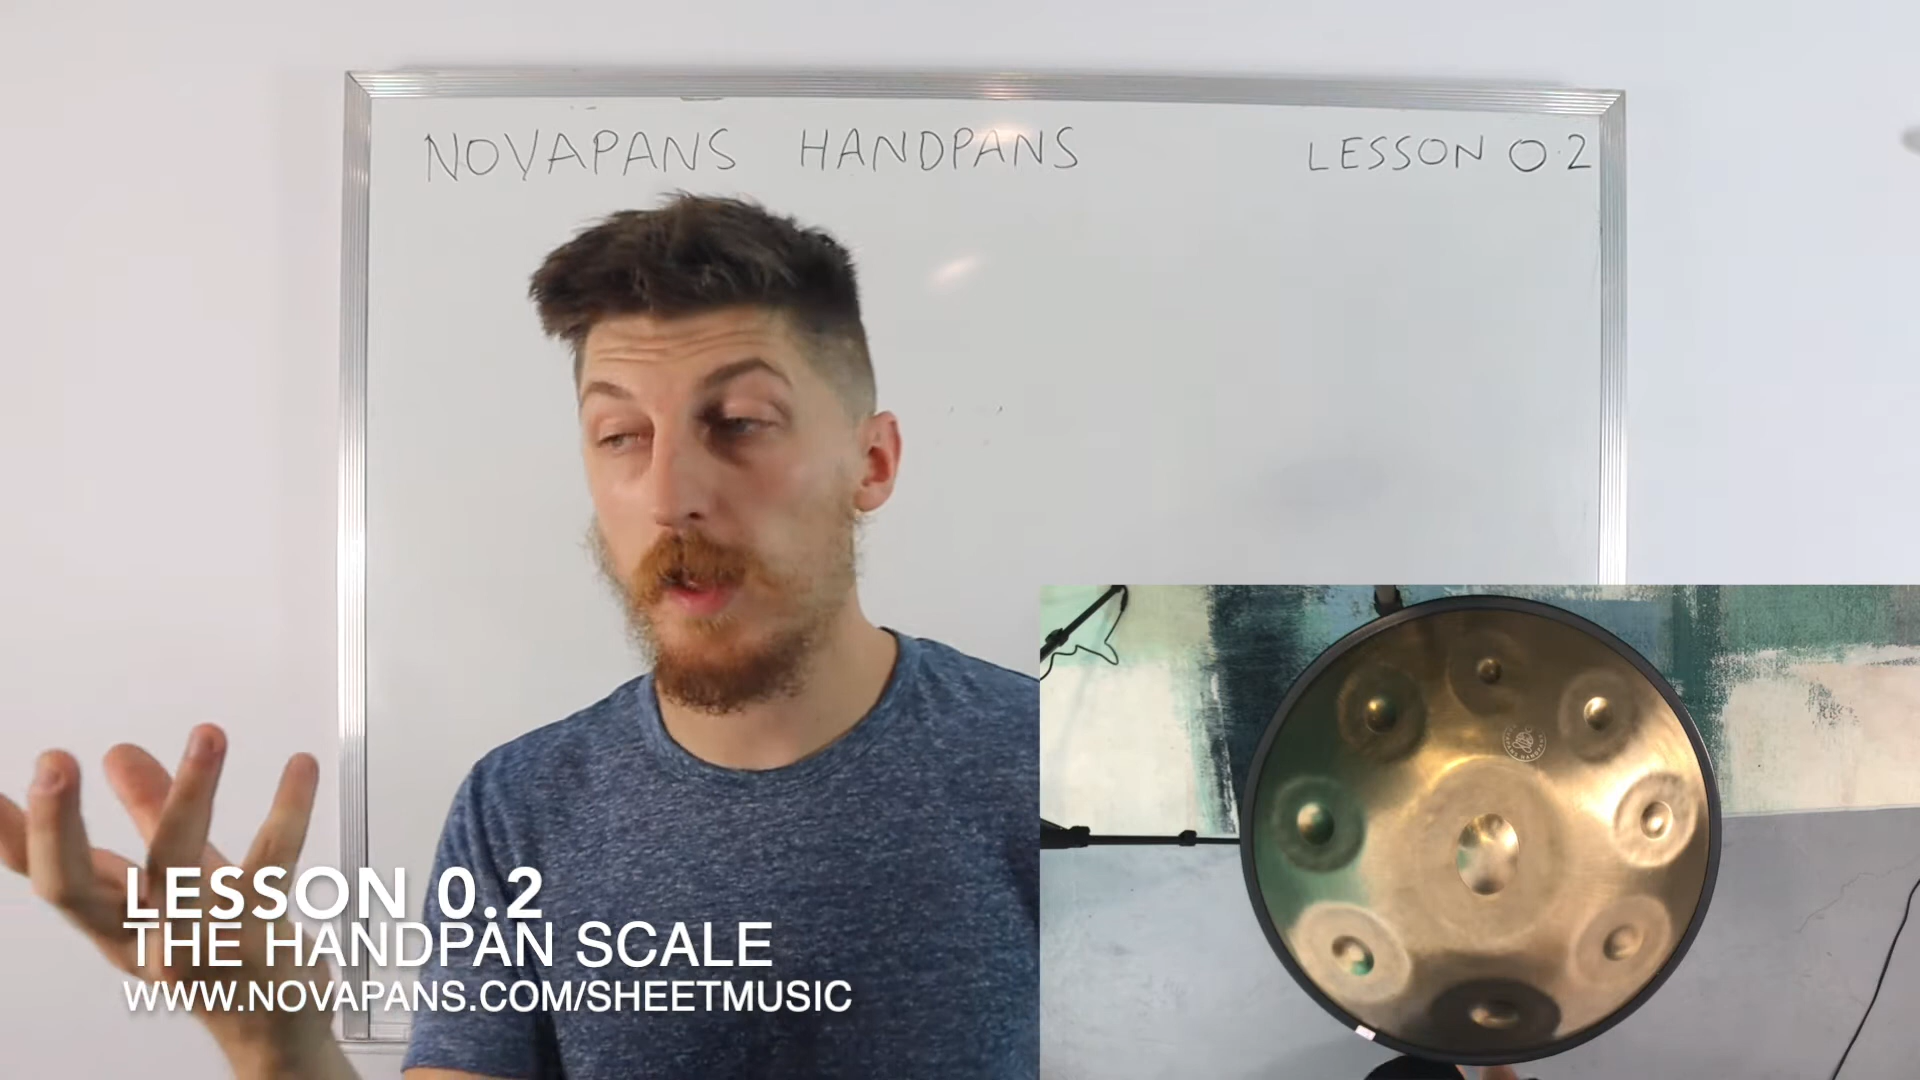 NOVAPANS HANDPANS LESSON 0.2
LESSON 0.2
THE HANDPAN SCALE
WWW.NOVAPANS.COM/SHEETMUSIC